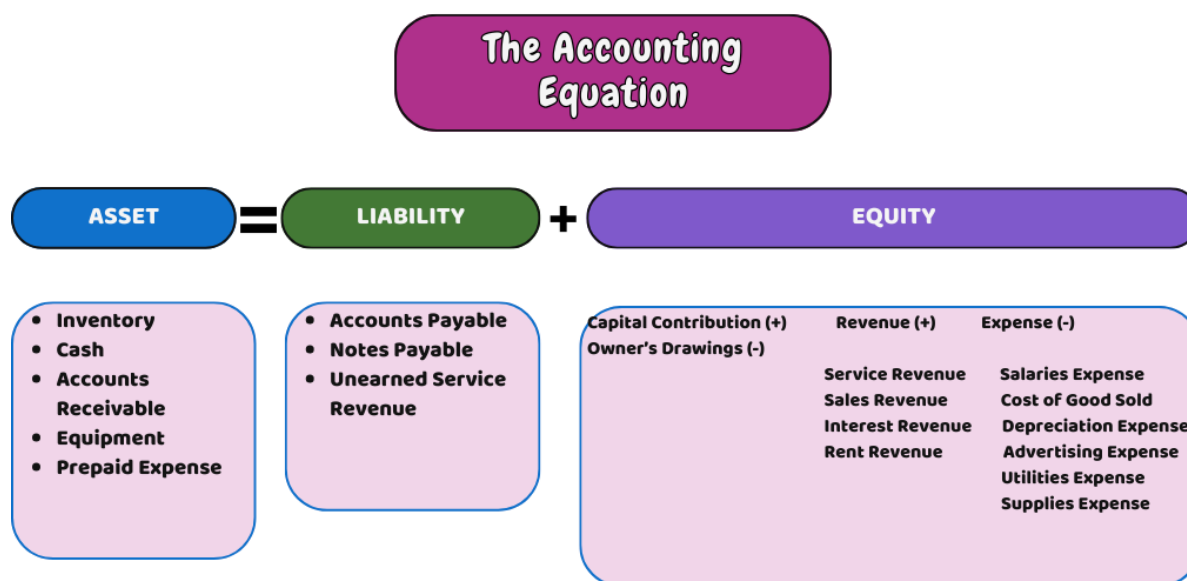 The Accounting
Equation
ASSET = LIABILITY + EQUITY
• Inventory
• Cash
• Accounts
Receivable
• Equipment
• Prepaid Expense
• Accounts Payable
• Notes Payable
• Unearned Service
Revenue
Capital Contribution (+) Revenue (+) Expense (-)
Owner's Drawings (-)
Service Revenue Salaries Expense
Sales Revenue Cost of Good Sold
Interest Revenue Depreciation Expense
Rent Revenue Advertising Expense
Utilities Expense
Supplies Expense